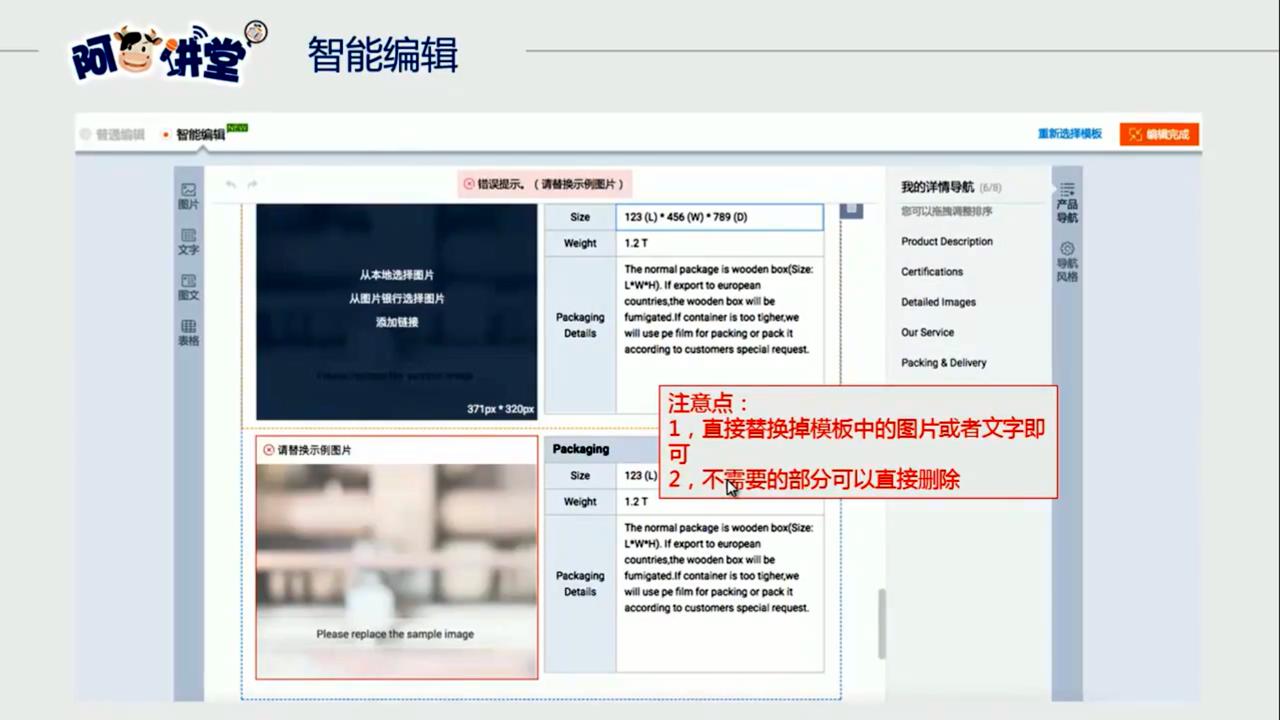 阿牛讲堂
智能编辑
普通编辑
智能编辑
NEW
重新选择模板
编辑完成
图片
文字
图文
表格
错误提示。（请替换示例图片）
从本地选择图片
从图片银行选择图片
添加链接
Please replace the sample image
371px * 320px
Size
123 (L) * 456 (W) * 789 (D)
Weight
1.2 T
Packaging
Details
The normal package is wooden box(Size:
L*W*H). If export to european
countries,the wooden box will be
fumigated.If container is too tigher,we
will use pe film for packing or pack it
according to customers special request.
我的详情导航 (6/8)
您可以拖拽调整排序
Product Description
Certifications
Detailed Images
Our Service
Packing & Delivery
产品
导航
导航
风格
注意点：
1，直接替换掉模板中的图片或者文字即
可
2，不需要的部分可以直接删除
请替换示例图片
Please replace the sample image
Packaging
Size
123 (L)
Weight
1.2 T
Packaging
Details
The normal package is wooden box(Size:
L*W*H). If export to european
countries,the wooden box will be
fumigated.If container is too tigher,we
will use pe film for packing or pack it
according to customers special request.